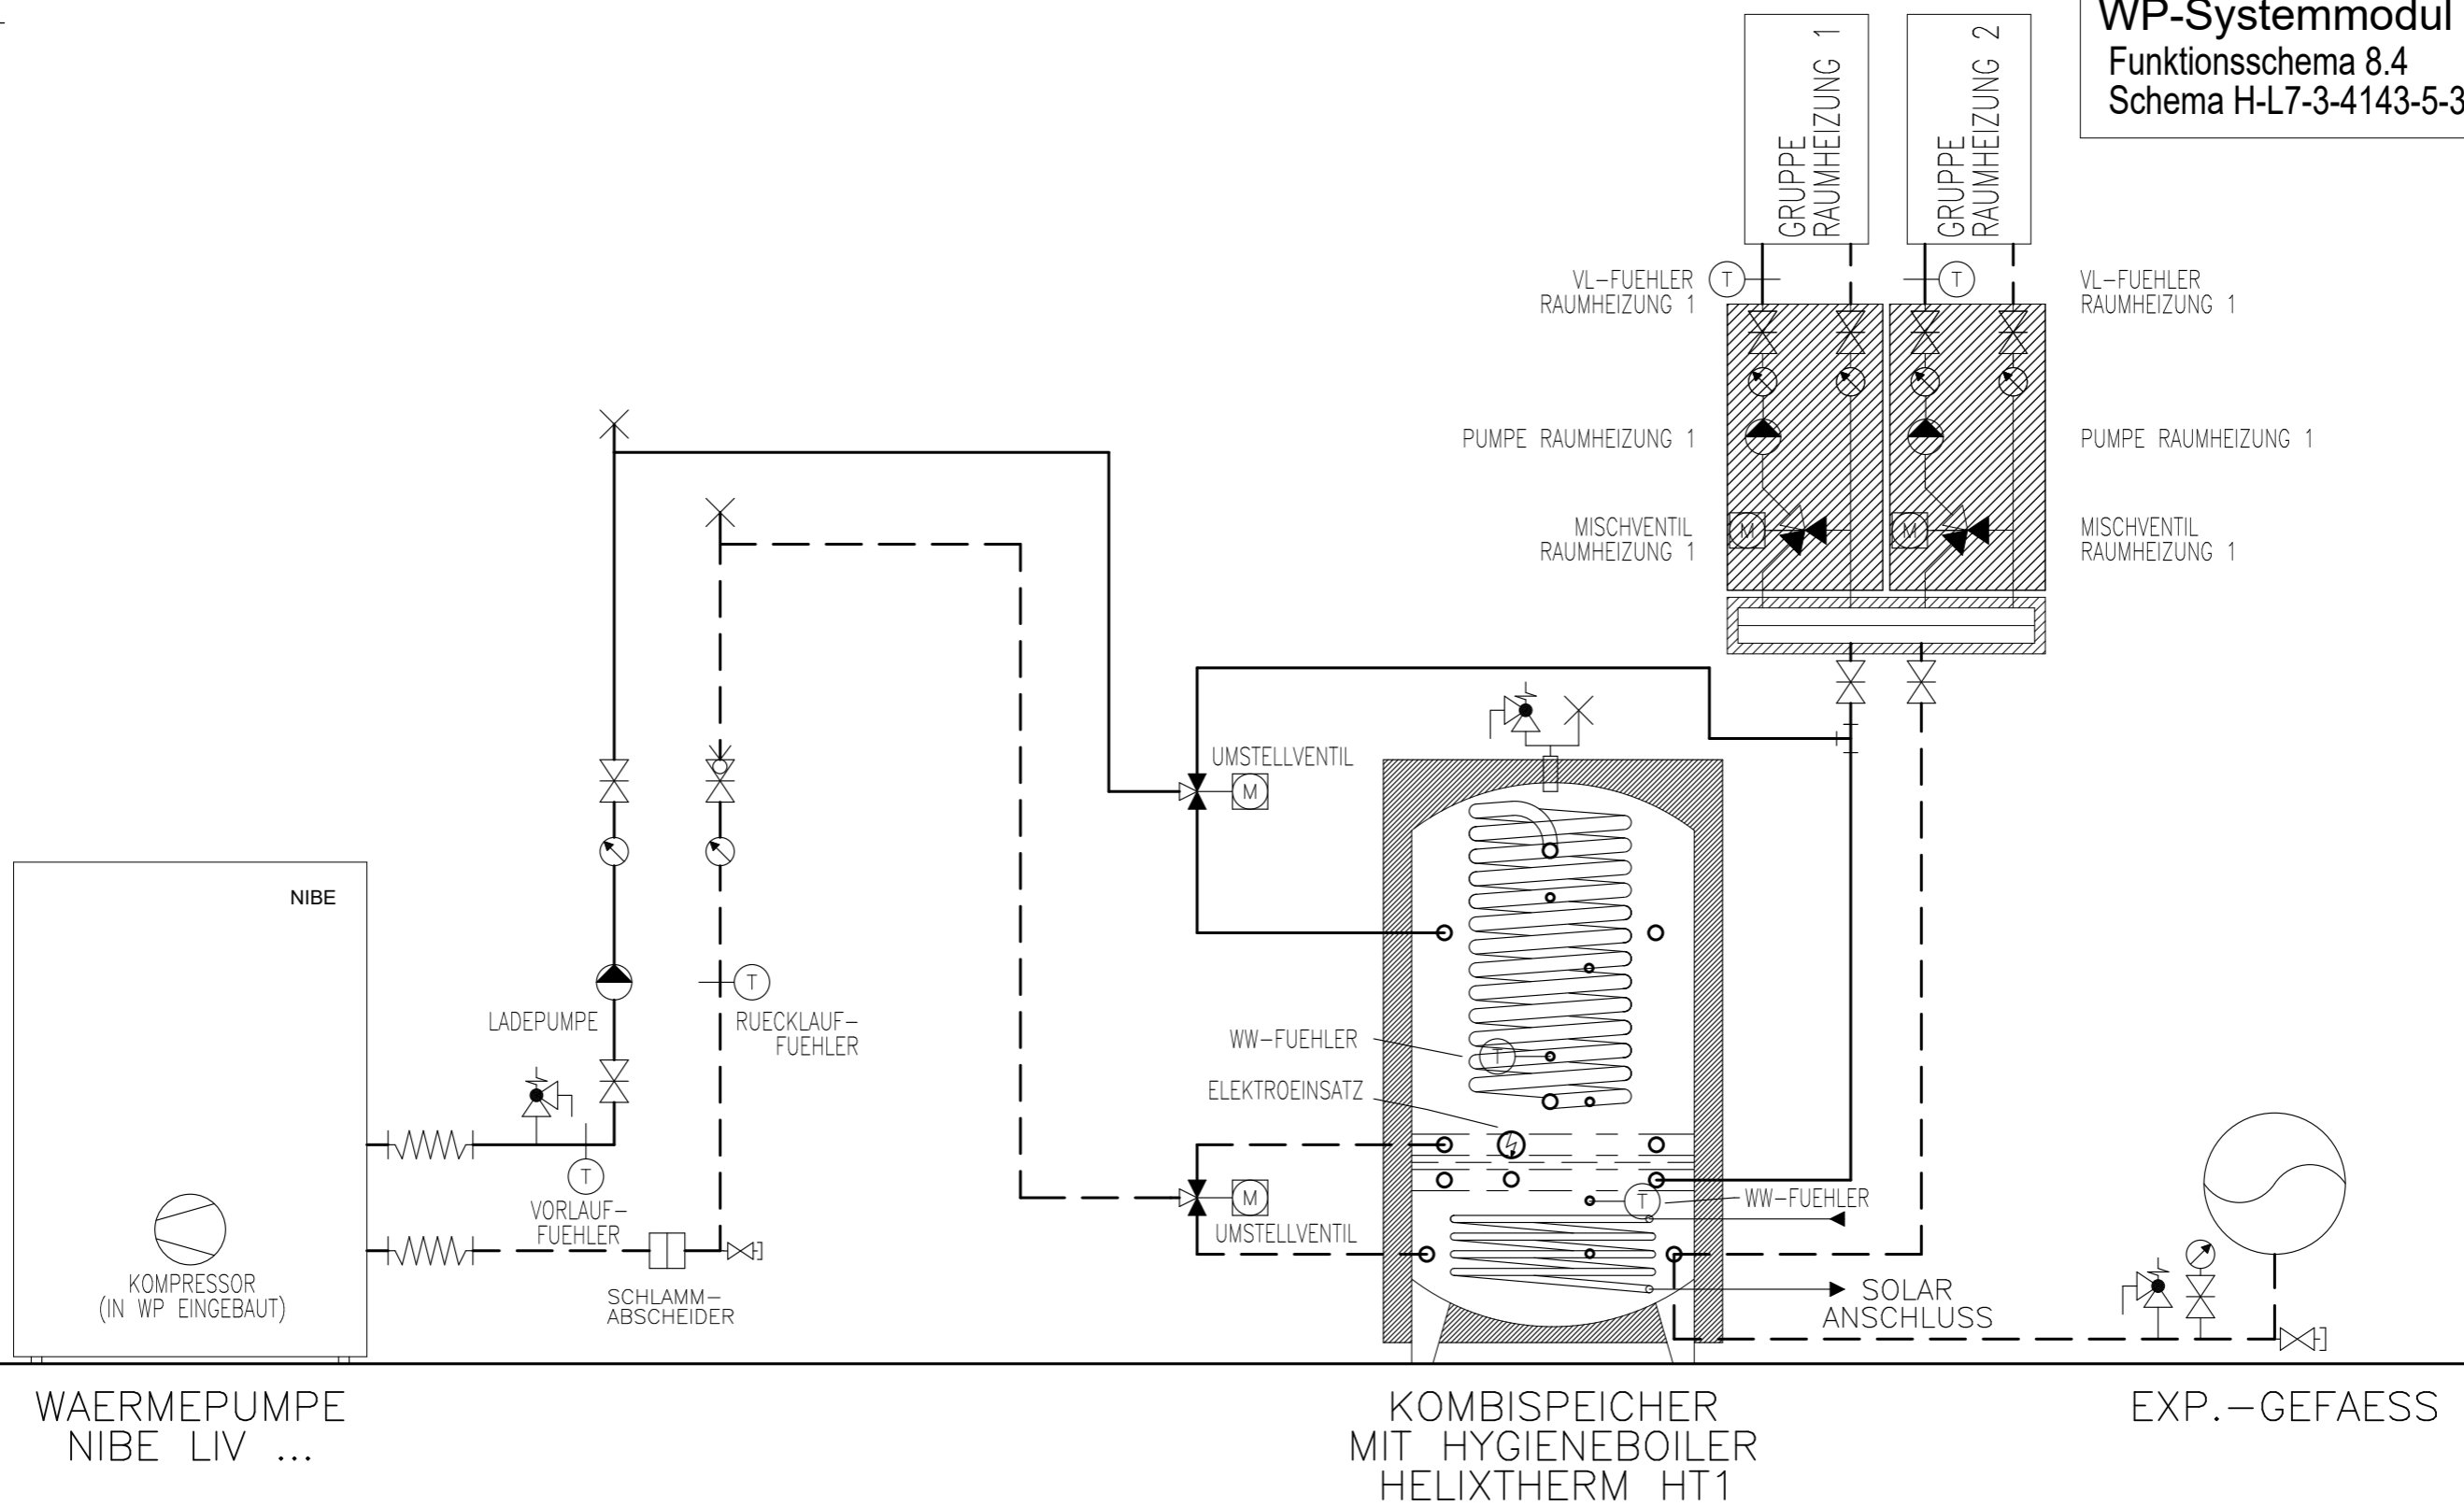 WP-Systemmodul
Funktionsschema 8.4
Schema H-L7-3-4143-5-3
GRUPPE
RAUMHEIZUNG 1
GRUPPE
RAUMHEIZUNG 2
VL-FUEHLER
RAUMHEIZUNG 1
T
T
VL-FUEHLER
RAUMHEIZUNG 1
PUMPE RAUMHEIZUNG 1
PUMPE RAUMHEIZUNG 1
MISCHVENTIL
RAUMHEIZUNG 1
M
M
MISCHVENTIL
RAUMHEIZUNG 1
UMSTELLVENTIL
M
NIBE
LADEPUMPE
T
RUECKLAUF-
FUEHLER
WW-FUEHLER
T
ELEKTROEINSATZ
T
VORLAUF-
FUEHLER
M
UMSTELLVENTIL
T
WW-FUEHLER
KOMPRESSOR
(IN WP EINGEBAUT)
SCHLAMM-
ABSCHEIDER
SOLAR
ANSCHLUSS
WAERMEPUMPE
NIBE LIV ...
KOMBISPEICHER
MIT HYGIENEBOILER
HELIXTHERM HT1
EXP.-GEFAESS